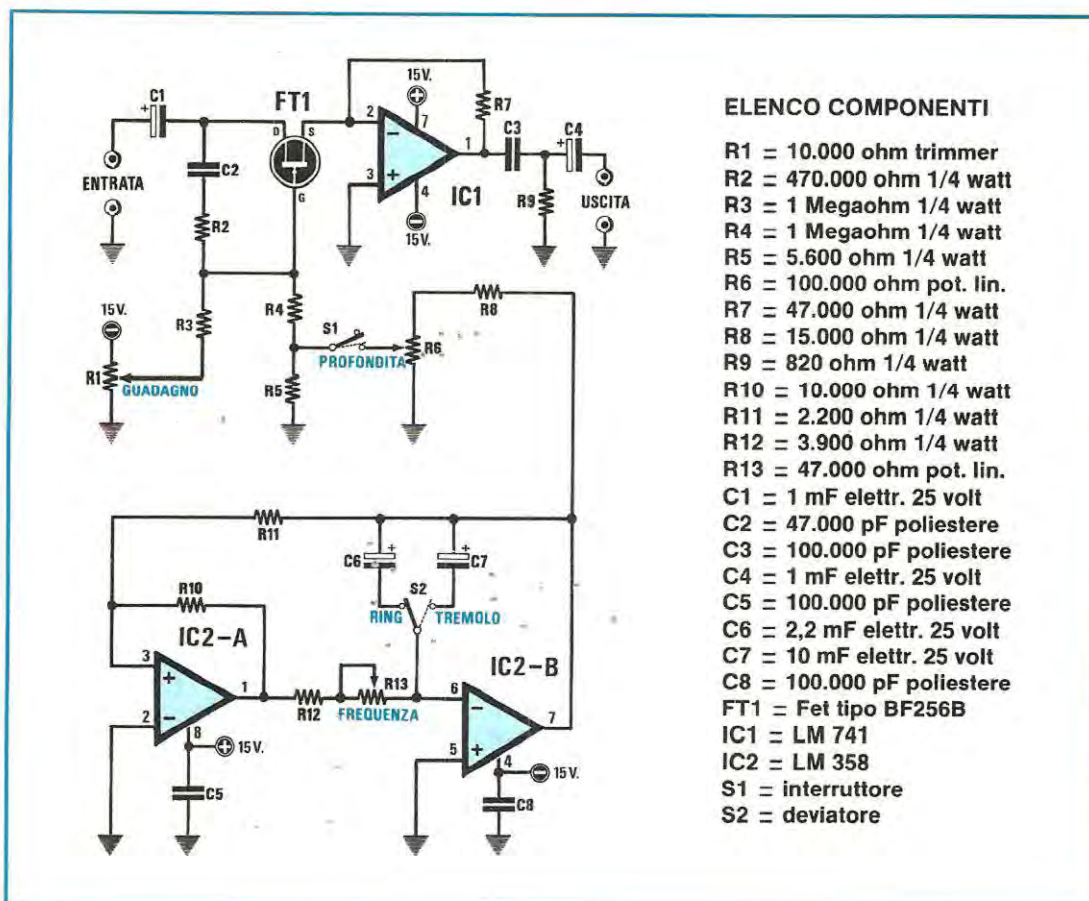 C1
FT1
15V.
R7
D
S
2
7
C3
C4
1
C2
ENTRATA
3
4
IC1
R9
USCITA
G
15V.
R2
R8
15V.
R3
R4
S1
R6
PROFONDITA
R1
GUADAGNO
R5
R11
C6
C7
S2
R10
RING
TREMOLO
IC2-A
IC2-B
3
1
R13
6
R12
7
FREQUENZA
2
8
15V.
5
4
15V.
C5
C8
ELENCO COMPONENTI
R1 = 10.000 ohm trimmer
R2 = 470.000 ohm 1/4 watt
R3 = 1 Megaohm 1/4 watt
R4 = 1 Megaohm 1/4 watt
R5 = 5.600 ohm 1/4 watt
R6 = 100.000 ohm pot. lin.
R7 = 47.000 ohm 1/4 watt
R8 = 15.000 ohm 1/4 watt
R9 = 820 ohm 1/4 watt
R10 = 10.000 ohm 1/4 watt
R11 = 2.200 ohm 1/4 watt
R12 = 3.900 ohm 1/4 watt
R13 = 47.000 ohm pot. lin.
C1 = 1 mF elettr. 25 volt
C2 = 47.000 pF poliestere
C3 = 100.000 pF poliestere
C4 = 1 mF elettr. 25 volt
C5 = 100.000 pF poliestere
C6 = 2,2 mF elettr. 25 volt
C7 = 10 mF elettr. 25 volt
C8 = 100.000 pF poliestere
FT1 = Fet tipo BF256B
IC1 = LM 741
IC2 = LM 358
S1 = interruttore
S2 = deviatore